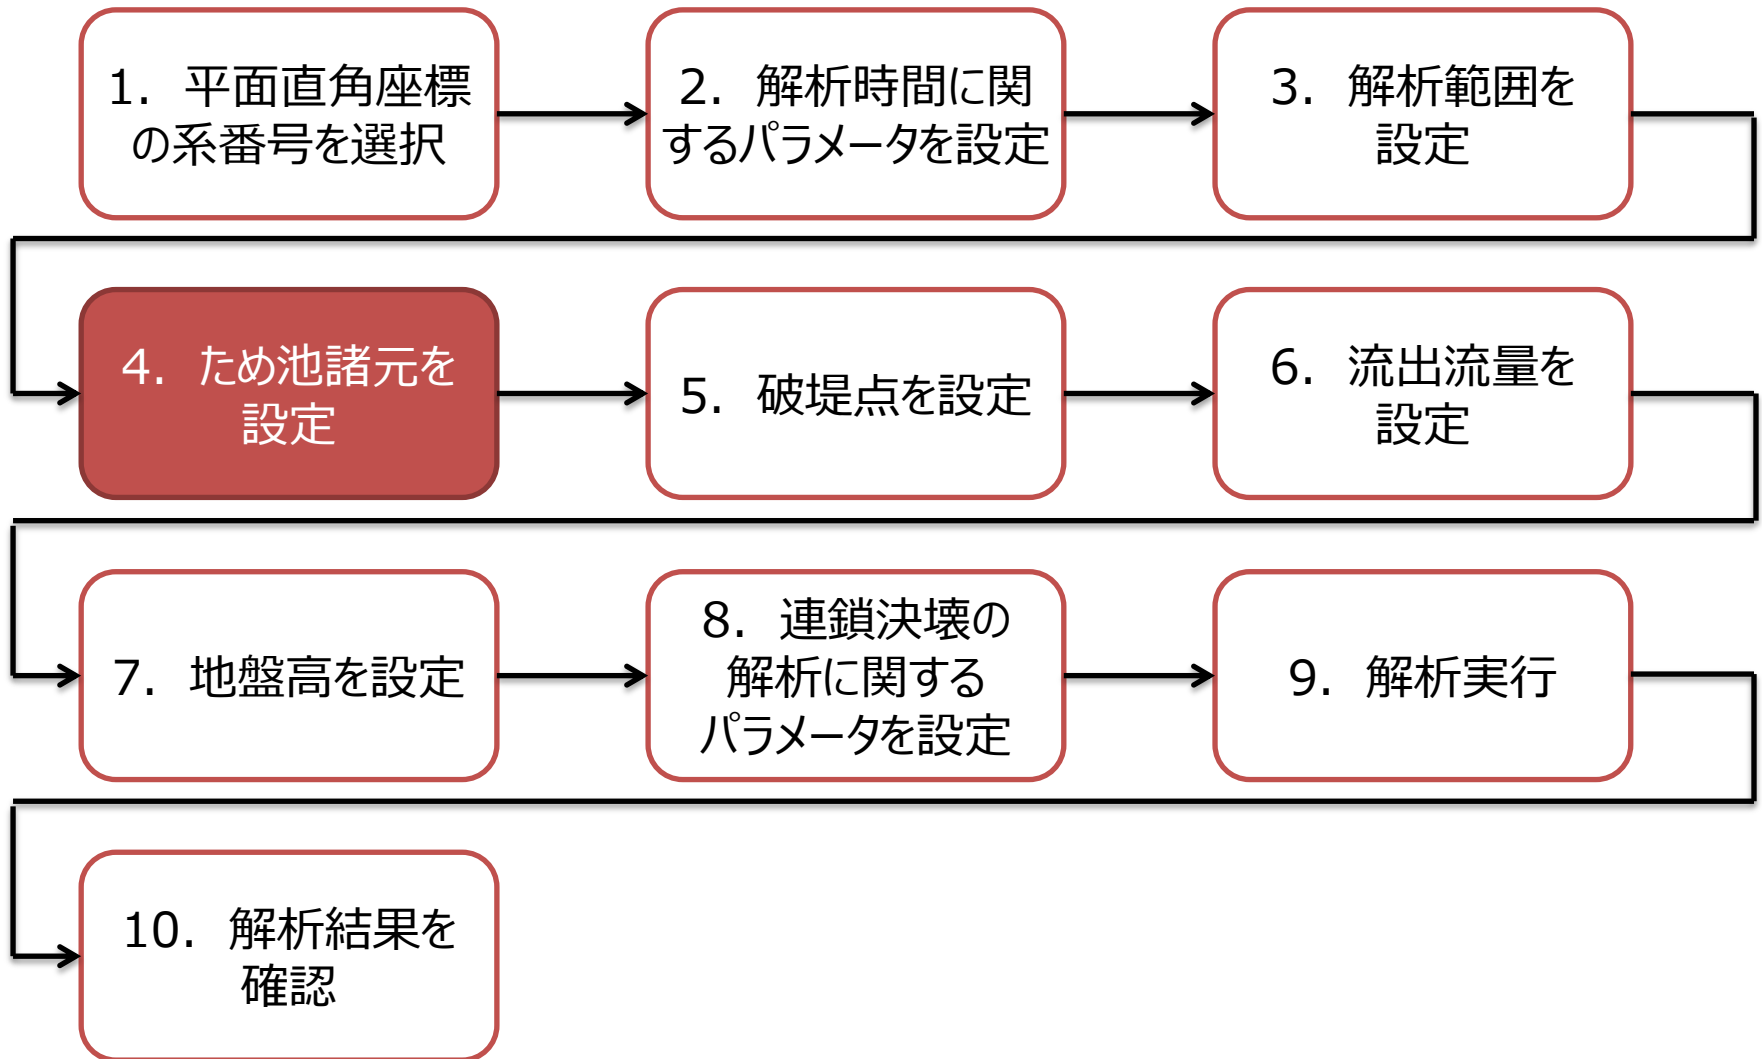 1. 平面直角座標
の系番号を選択
2. 解析時間に関
するパラメータを設定
3. 解析範囲を
設定
4. ため池諸元を
設定
5. 破堤点を設定
6. 流出流量を
設定
7. 地盤高を設定
8. 連鎖決壊の
解析に関する
パラメータを設定
9. 解析実行
10. 解析結果を
確認